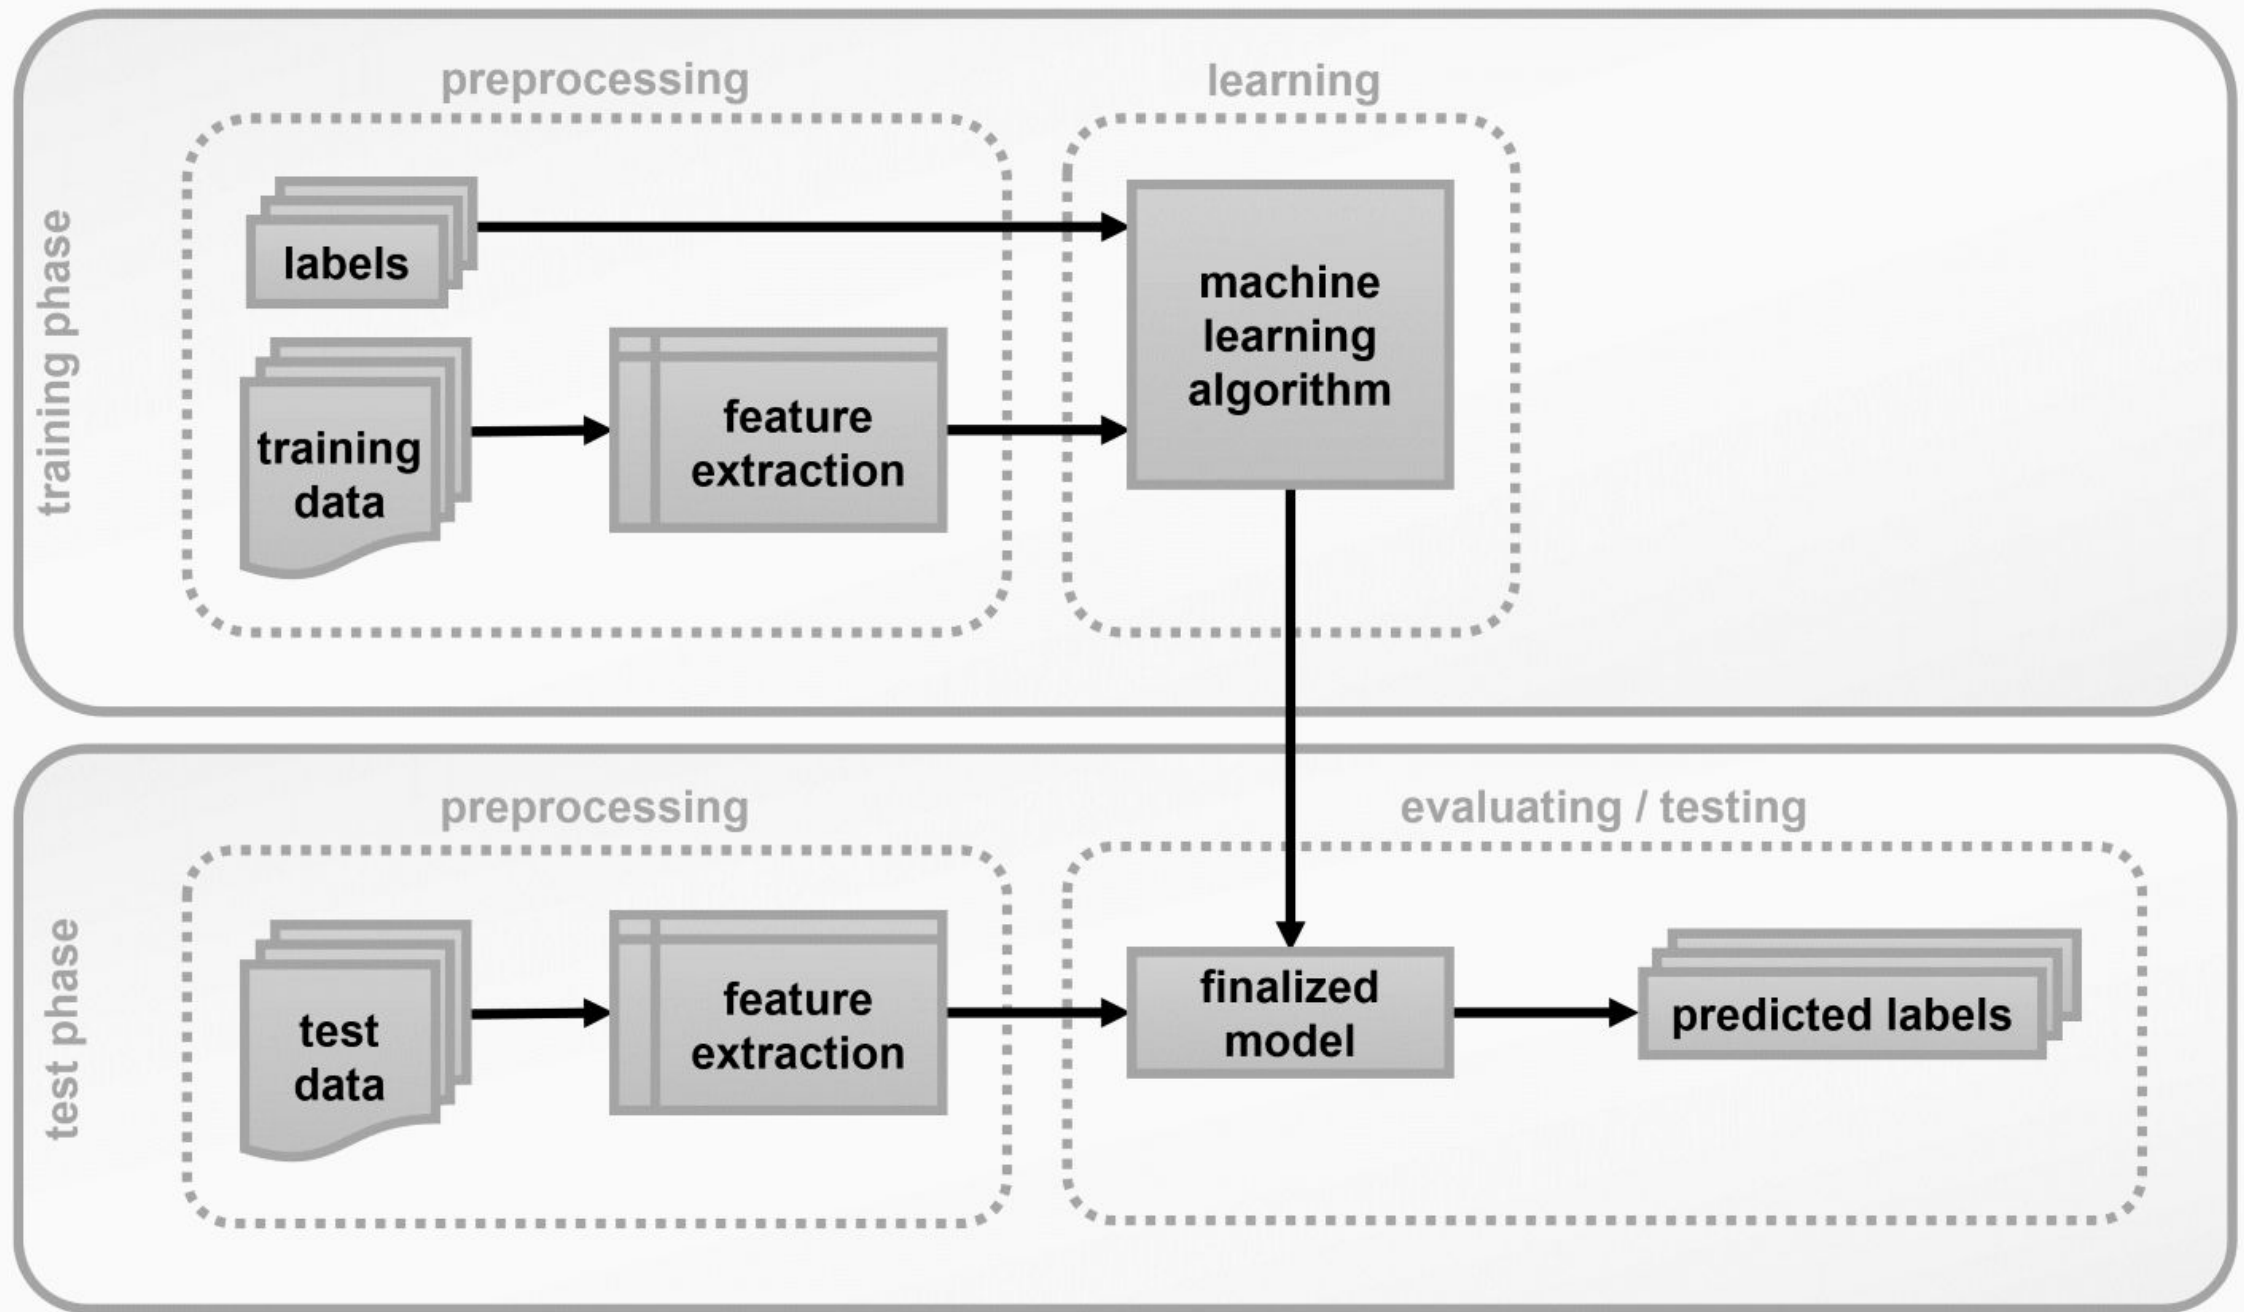 preprocessing
learning
training phase
labels
training
data
feature
extraction
machine
learning
algorithm
preprocessing
evaluating / testing
test phase
test
data
feature
extraction
finalized
model
predicted labels